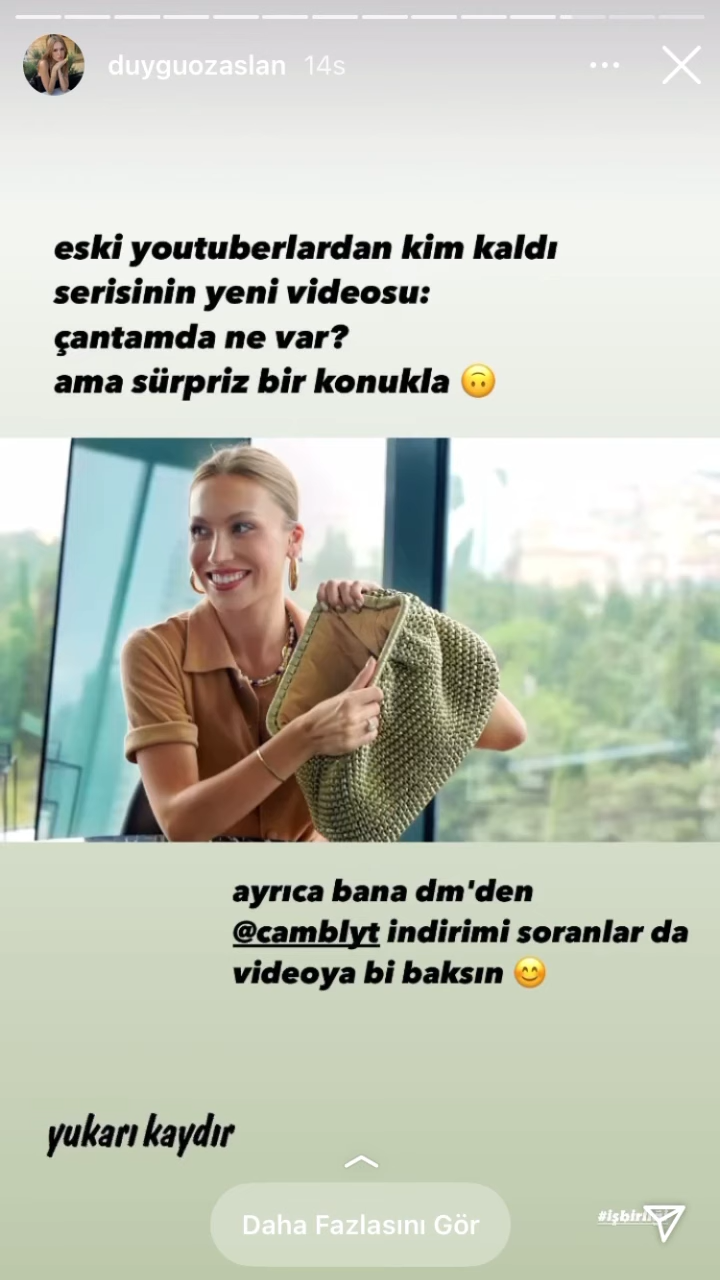 duyguozaslan 14s
eski youtuberlardan kim kaldı
serisinin yeni videosu:
çantamda ne var?
ama sürpriz bir konukla 🙃
ayrıca bana dm'den
@camblyt indirimi soranlar da
videoya bi baksın 😊
yukarı kaydır
Daha Fazlasını Gör